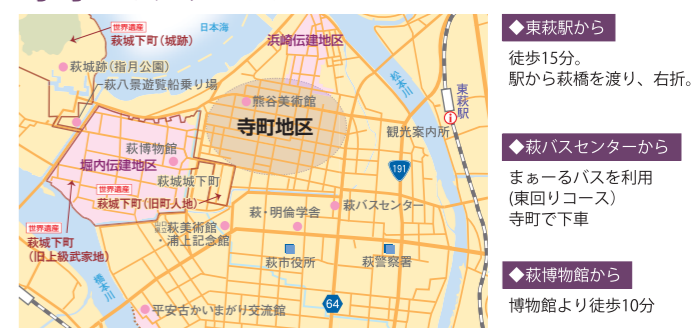 世界遺産
萩城下町(城跡)
日本海
浜崎伝建地区
萩城跡(指月公園)
萩八景遊覧船乗り場
松本川
東萩駅
熊谷美術館
寺町地区
観光案内所
萩博物館
堀内伝建地区
191
萩城城下町
世界遺産
萩城下町(旧町人地)
萩・明倫学舎
萩バスセンター
世界遺産
萩城下町
(旧上級武家地)
山口県立萩美術館
・浦上記念館
萩市役所
萩警察署
橋本川
64
平安古かいまがり交流館
◆東萩駅から
徒歩15分。
駅から萩橋を渡り、右折。
◆萩バスセンターから
まぁーるバスを利用
(東回りコース)
寺町で下車
◆萩博物館から
博物館より徒歩10分